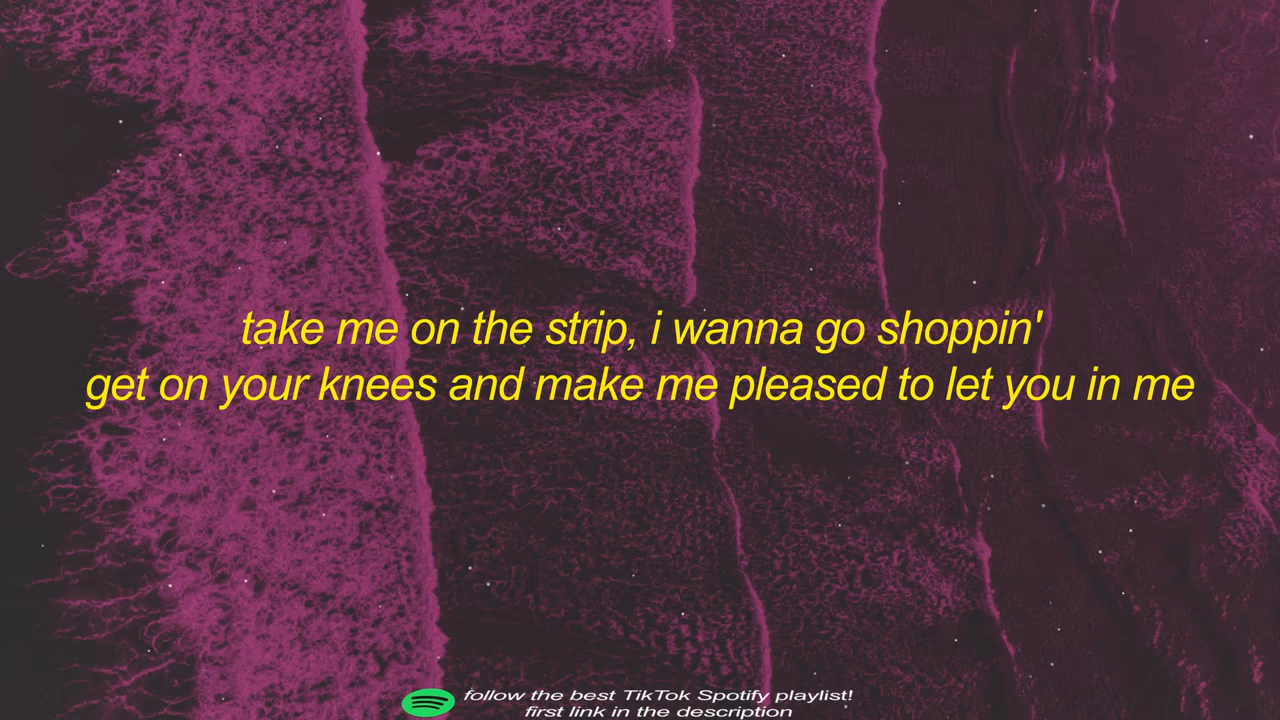 take me on the strip, i wanna go shoppin'
get on your knees and make me pleased to let you in me
follow the best TikTok Spotify playlist!
first link in the description